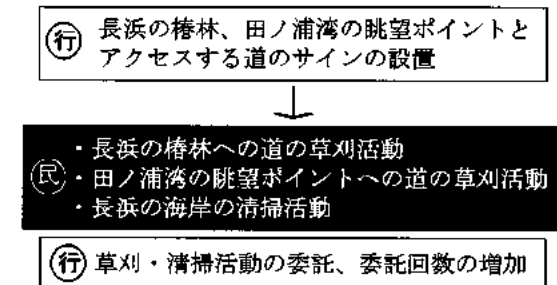 行 長浜の椿林、田ノ浦湾の眺望ポイントと
アクセスする道のサインの設置
↓
・長浜の椿林への道の草刈活動
民・田ノ浦湾の眺望ポイントへの道の草刈活動
・長浜の海岸の清掃活動
行 草刈・清掃活動の委託、委託回数の増加